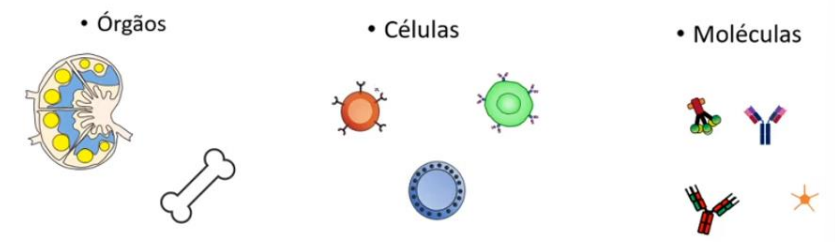 • Órgãos
• Células
• Moléculas